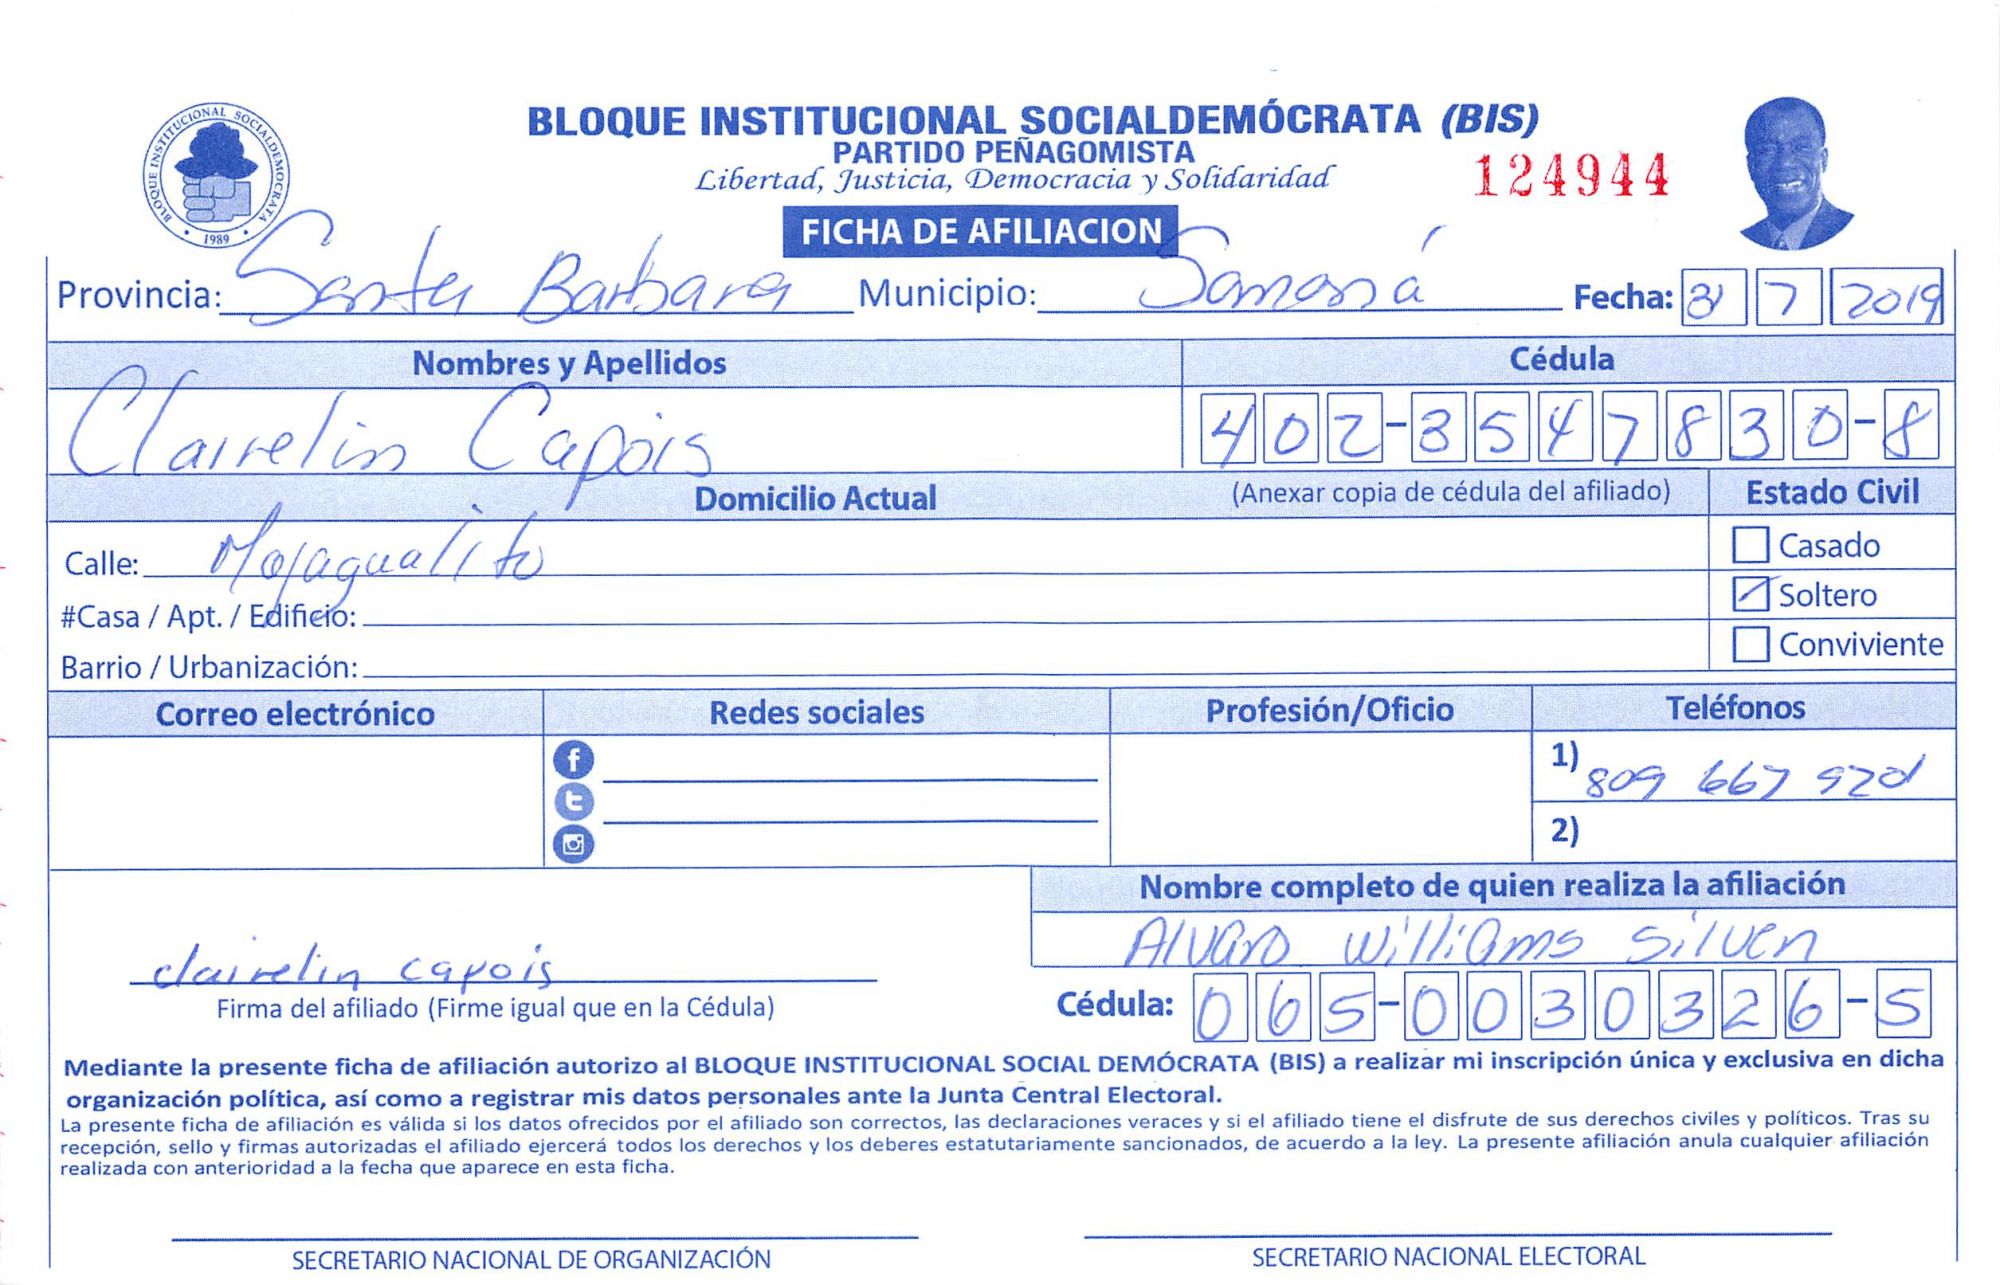 BLOQUE INSTITUCIONAL SOCIALDEMÓCRATA (BIS)
PARTIDO PEÑAGOMISTA
Libertad, Justicia, Democracia y Solidaridad
124944
BLOQUE INSTITUCIONAL SOCIALDEMOCRATA
1989
FICHA DE AFILIACION
Provincia: Santa Barbara Municipio: Samaná Fecha: 31 7 2019
Nombres y Apellidos Cédula
Clairelin Capois 402-3547830-8
Domicilio Actual (Anexar copia de cédula del afiliado) Estado Civil
Calle: Mojagualito Casado
#Casa / Apt. / Edificio: Soltero
Barrio / Urbanización: Conviviente
Correo electrónico Redes sociales Profesión/Oficio Teléfonos
1) 809 667
2)
Nombre completo de quien realiza la afiliación
Alvaro Williams Silven
clairelin capois
Firma del afiliado (Firme igual que en la Cédula) Cédula: 065-0030326-5
Mediante la presente ficha de afiliación autorizo al BLOQUE INSTITUCIONAL SOCIAL DEMÓCRATA (BIS) a realizar mi inscripción única y exclusiva en dicha
organización política, así como a registrar mis datos personales ante la Junta Central Electoral.
La presente ficha de afiliación es válida si los datos ofrecidos por el afiliado son correctos, las declaraciones veraces y si el afiliado tiene el disfrute de sus derechos civiles y políticos. Tras su
recepción, sello y firmas autorizadas el afiliado ejercerá todos los derechos y los deberes estatutariamente sancionados, de acuerdo a la ley. La presente afiliación anula cualquier afiliación
realizada con anterioridad a la fecha que aparece en esta ficha.
SECRETARIO NACIONAL DE ORGANIZACIÓN SECRETARIO NACIONAL ELECTORAL